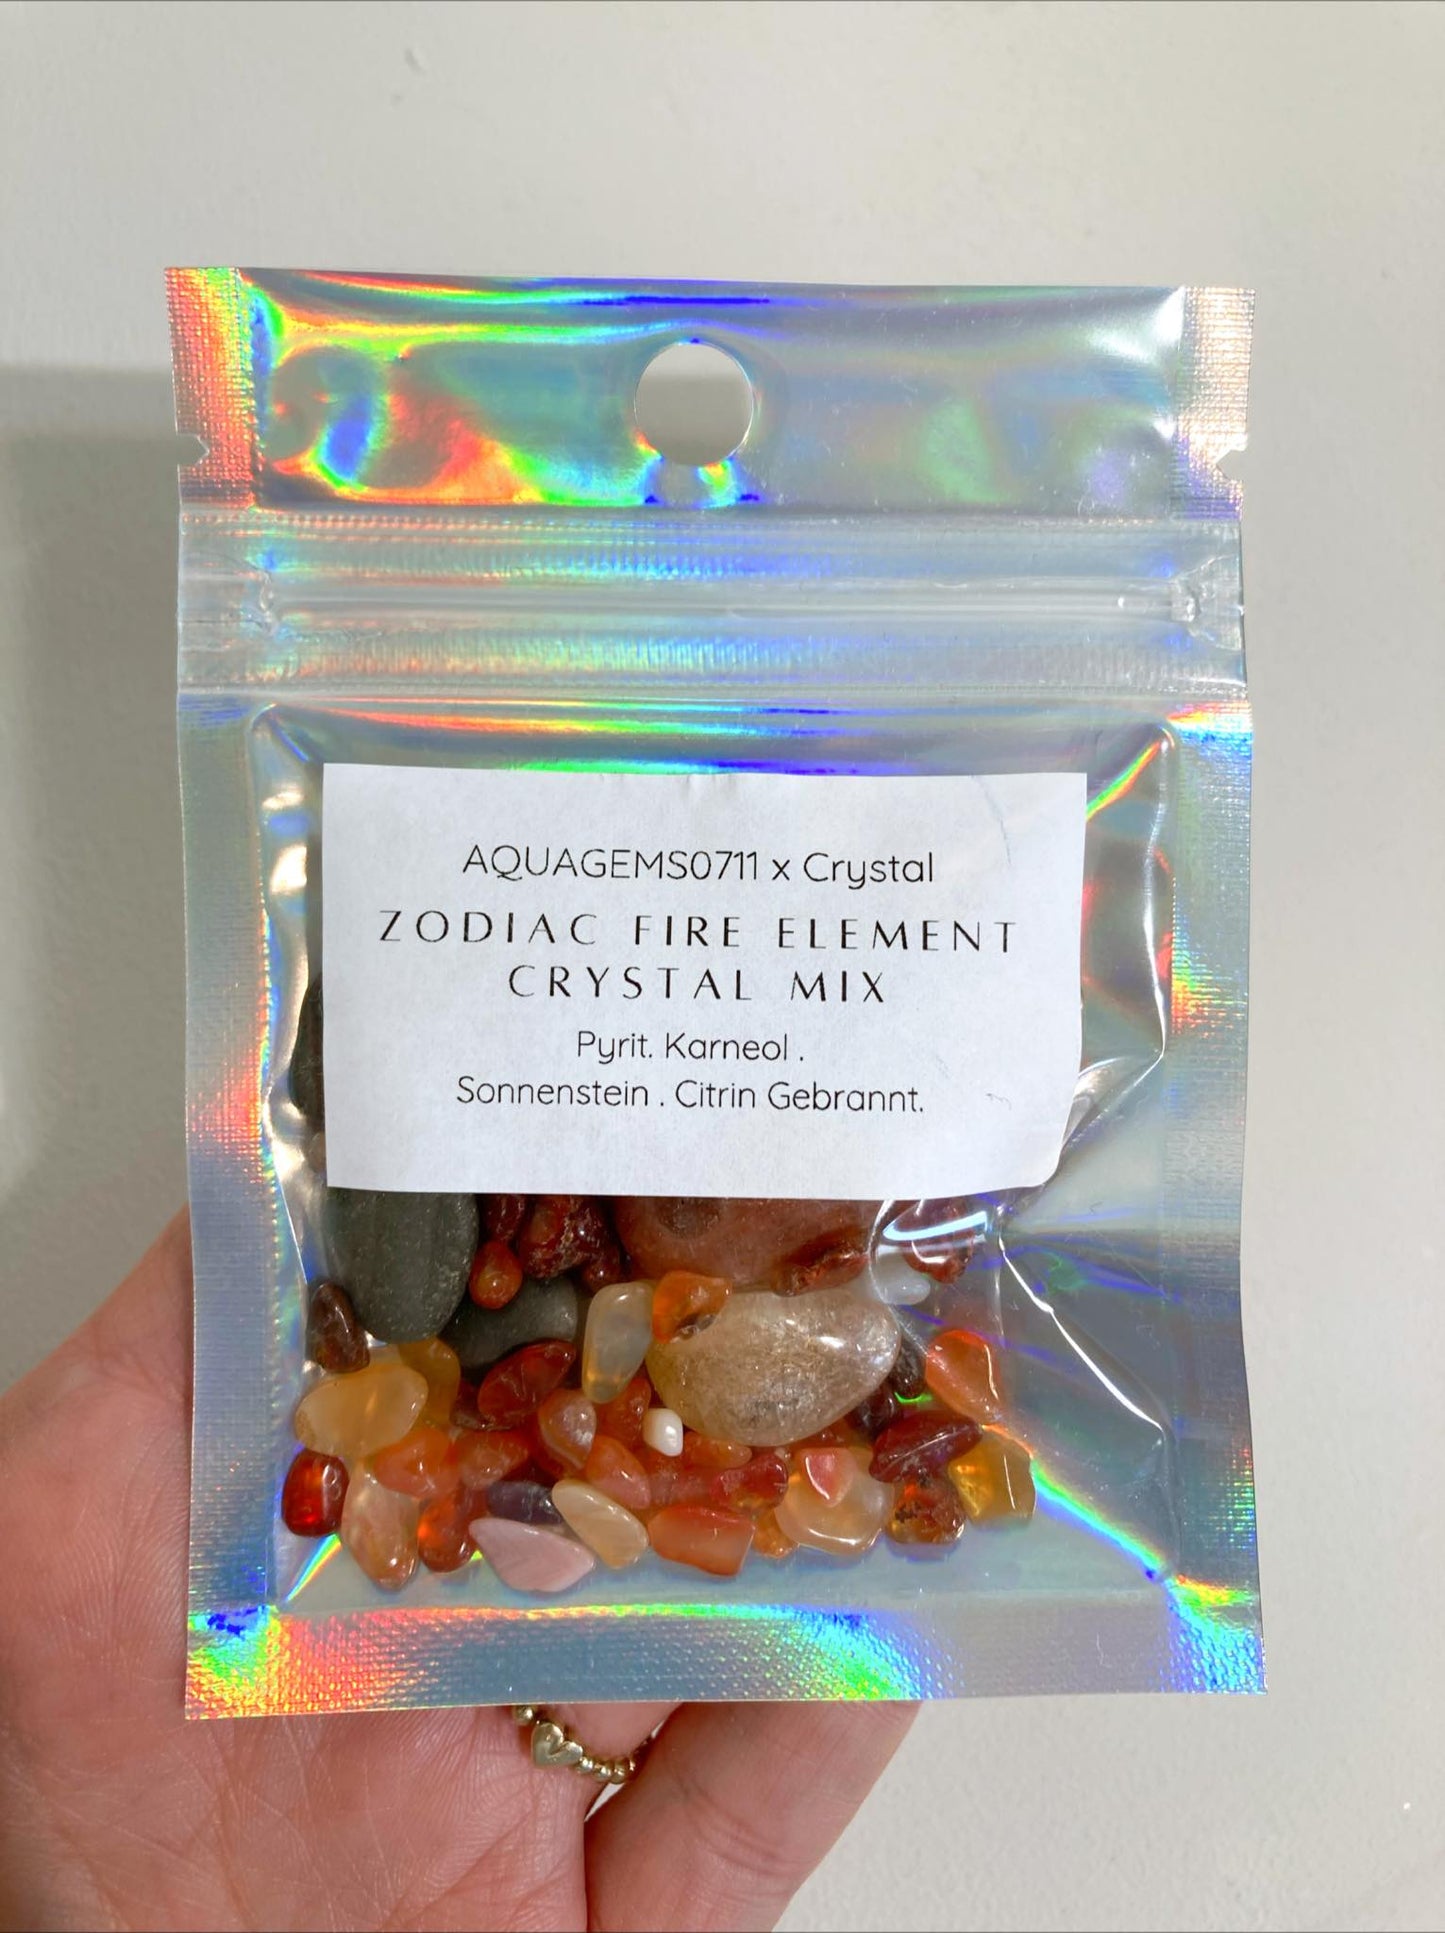 AQUAGEMS0711 x Crystal
ZODIAC FIRE ELEMENT
CRYSTAL MIX
Pyrit. Karneol .
Sonnenstein . Citrin Gebrannt.